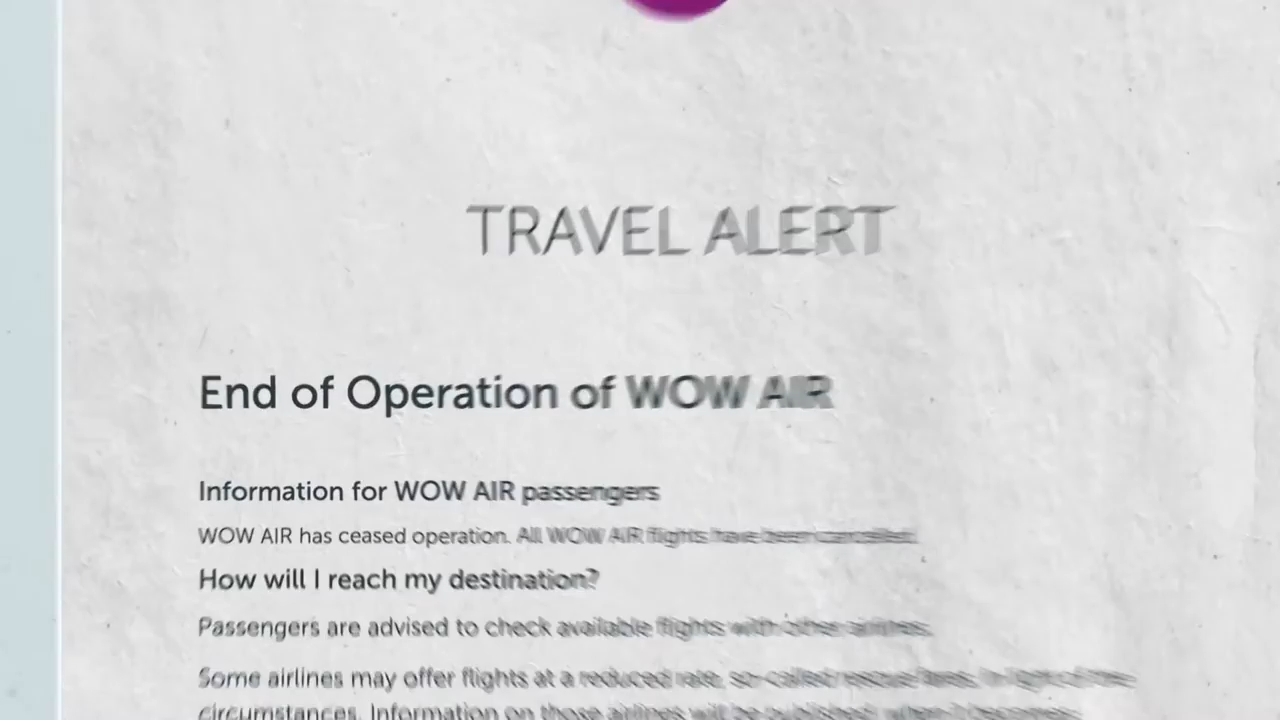 TRAVEL ALERT
End of Operation of WOW AIR
Information for WOW AIR passengers
WOW AIR has ceased operation. All WOW AIR flights have been cancelled.
How will I reach my destination?
Passengers are advised to check available flights with other airlines.
Some airlines may offer flights at a reduced rate, so-called rescue fares, in light of the
circumstances. Information on those airlines will be published when it becomes